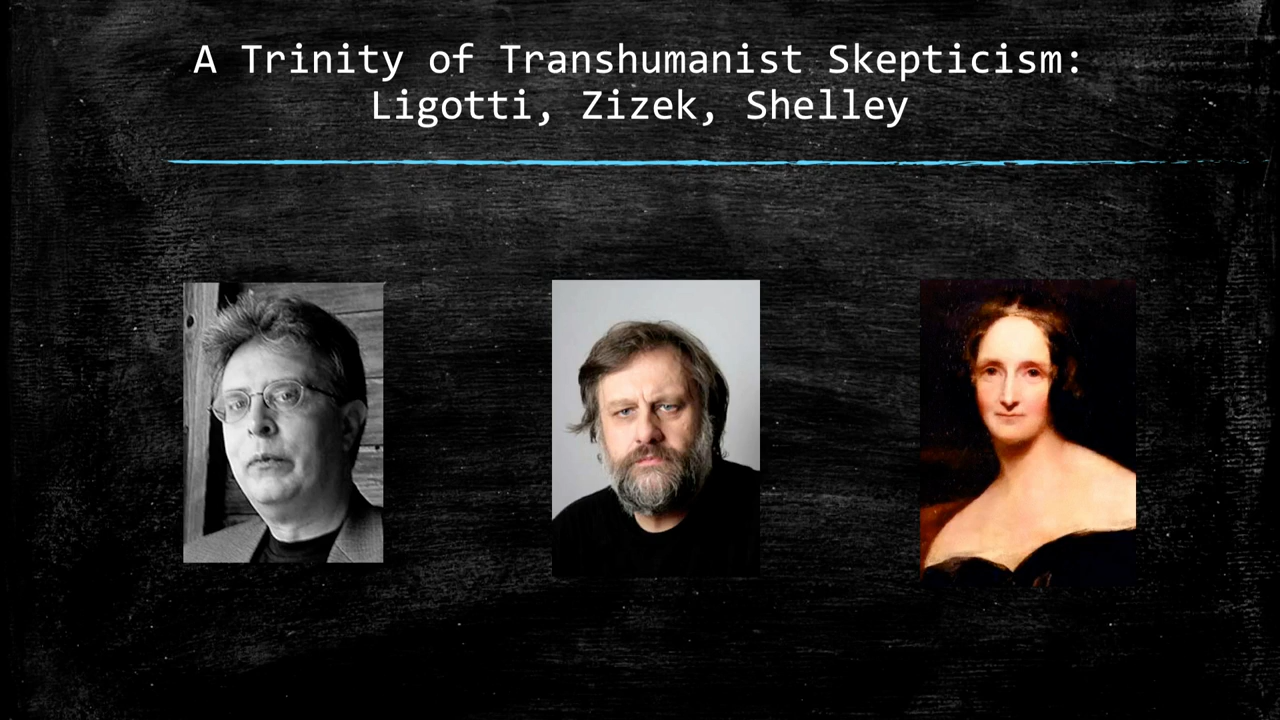 A Trinity of Transhumanist Skepticism:
Ligotti, Zizek, Shelley